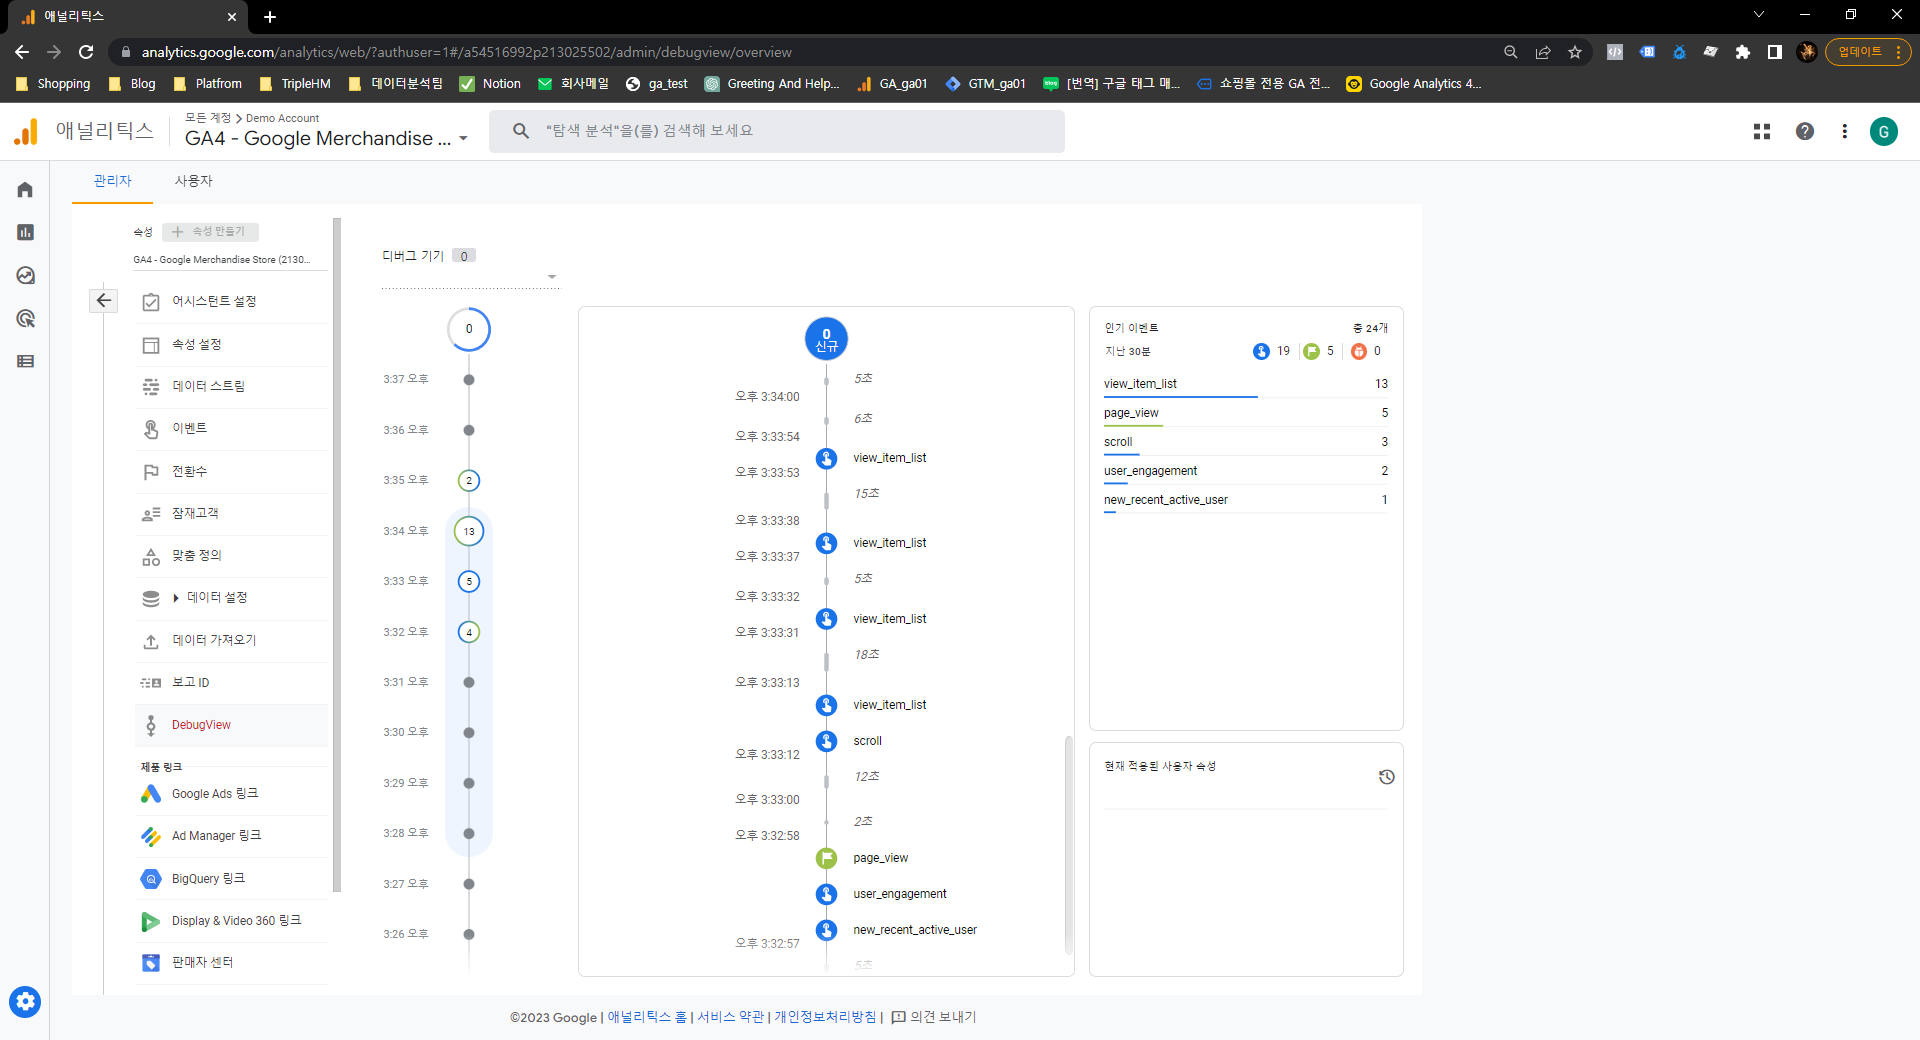 애널리틱스
analytics.google.com/analytics/web/?authuser=1#/a54516992p213025502/admin/debugview/overview
업데이트
Shopping
Blog
Platfrom
TripleHM
데이터분석팀
Notion
회사메일
ga_test
Greeting And Help...
GA_ga01
GTM_ga01
[번역] 구글 태그 매...
쇼핑몰 전용 GA 전...
Google Analytics 4...
애널리틱스
모든 계정 > Demo Account
GA4 - Google Merchandise ...
"탐색 분석"을(를) 검색해 보세요
G
관리자
사용자
속성
속성 만들기
GA4 - Google Merchandise Store (2130...
어시스턴트 설정
속성 설정
데이터 스트림
이벤트
전환수
잠재고객
맞춤 정의
데이터 설정
데이터 가져오기
보고 ID
DebugView
제품 링크
Google Ads 링크
Ad Manager 링크
BigQuery 링크
Display & Video 360 링크
판매자 센터
디버그 기기 0
0
3:37 오후
3:36 오후
3:35 오후 2
3:34 오후 13
3:33 오후 5
3:32 오후 4
3:31 오후
3:30 오후
3:29 오후
3:28 오후
3:27 오후
3:26 오후
0
신규
5초
오후 3:34:00
6초
오후 3:33:54
view_item_list
오후 3:33:53
15초
오후 3:33:38
view_item_list
오후 3:33:37
5초
오후 3:33:32
view_item_list
오후 3:33:31
18초
오후 3:33:13
view_item_list
scroll
오후 3:33:12
12초
오후 3:33:00
2초
오후 3:32:58
page_view
user_engagement
new_recent_active_user
오후 3:32:57
5초
인기 이벤트 총 24개
지난 30분 19 5 0
view_item_list 13
page_view 5
scroll 3
user_engagement 2
new_recent_active_user 1
현재 적용된 사용자 속성
©2023 Google | 애널리틱스 홈 | 서비스 약관 | 개인정보처리방침 | 의견 보내기